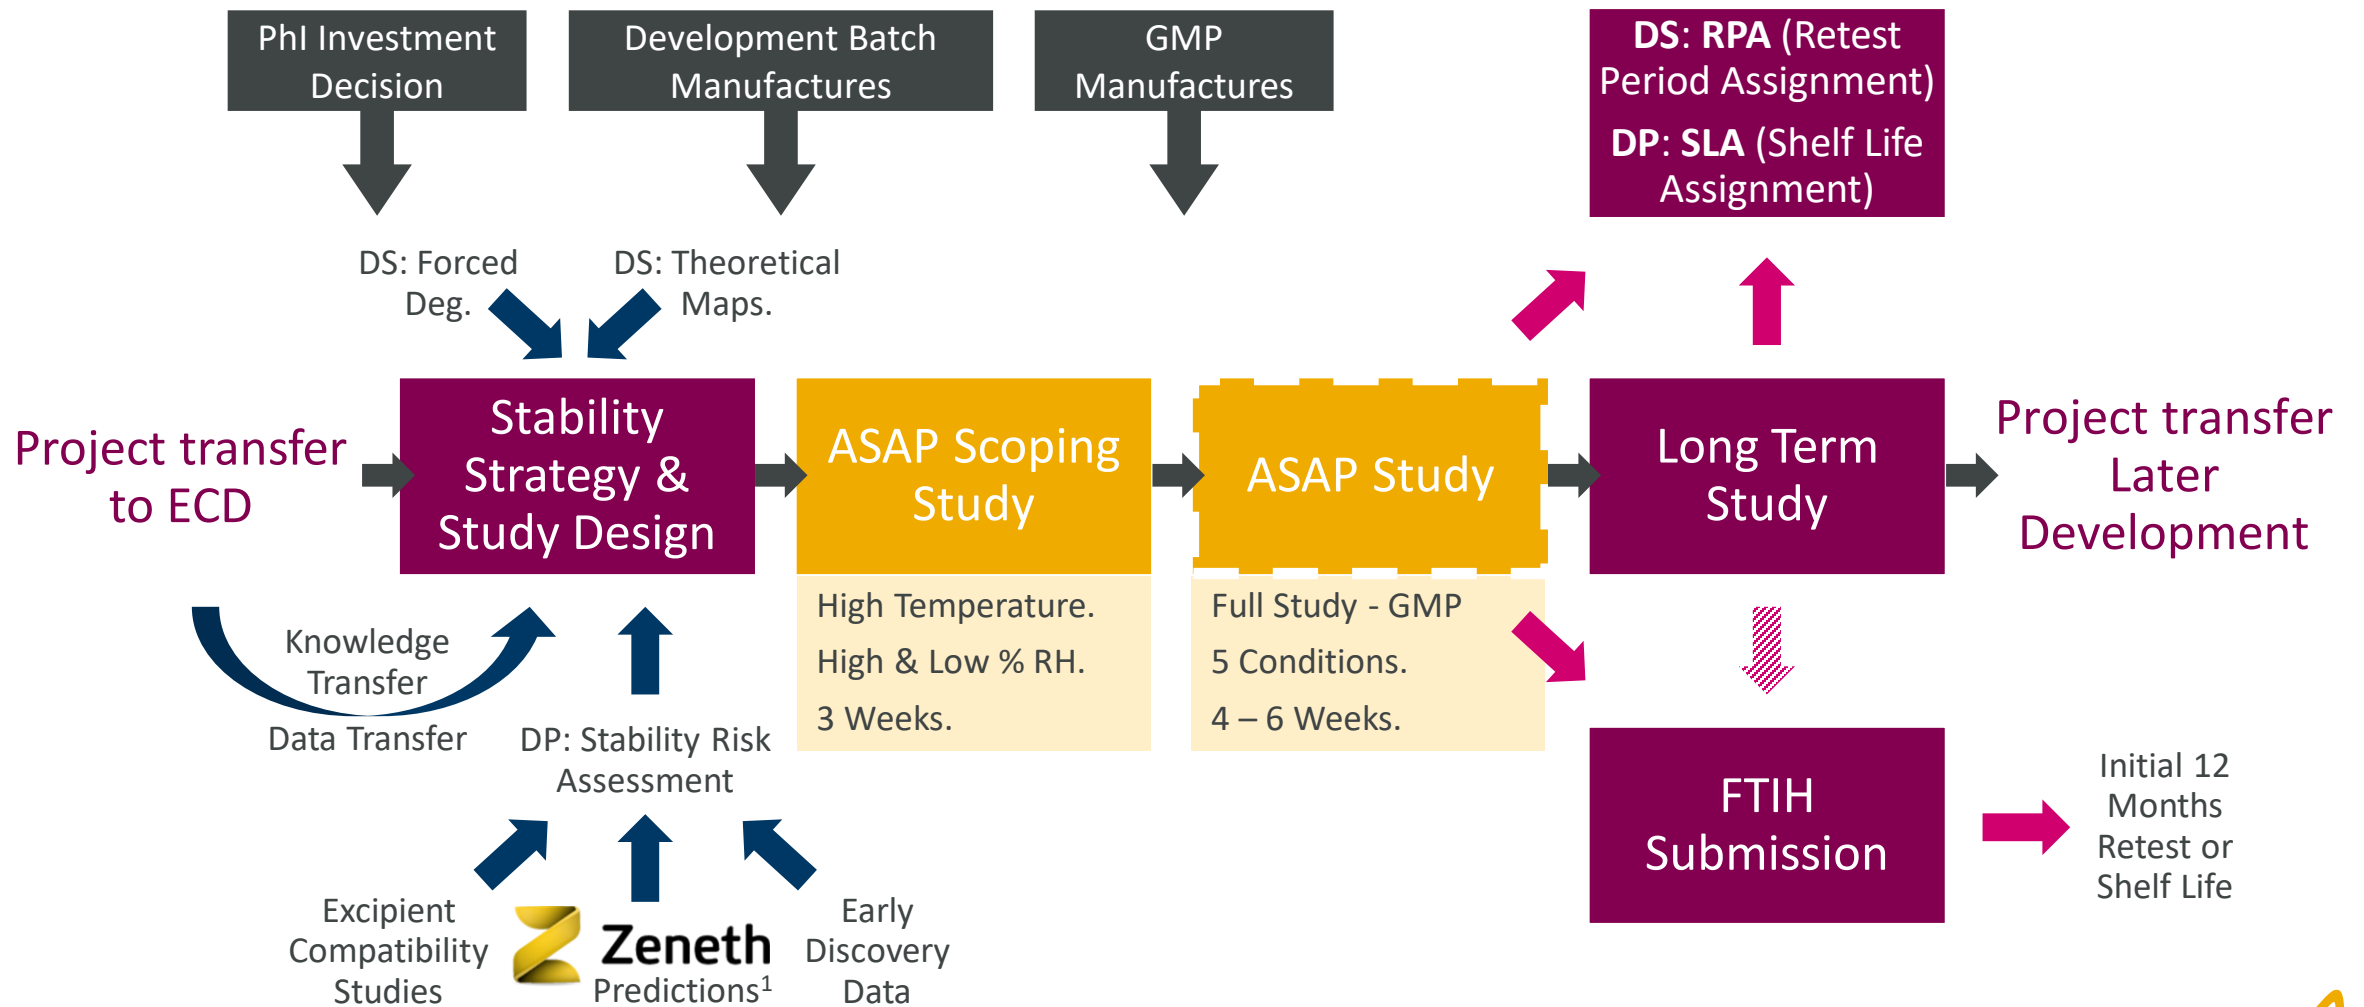 PhI Investment
Decision
Development Batch
Manufactures
GMP
Manufactures
DS: RPA (Retest
Period Assignment)
DP: SLA (Shelf Life
Assignment)
DS: Forced
Deg.
DS: Theoretical
Maps.
Project transfer
to ECD
Stability
Strategy &
Study Design
ASAP Scoping
Study
ASAP Study
Long Term
Study
Project transfer
Later
Development
High Temperature.
High & Low % RH.
3 Weeks.
Full Study - GMP
5 Conditions.
4 – 6 Weeks.
Knowledge
Transfer
Data Transfer
DP: Stability Risk
Assessment
FTIH
Submission
Initial 12
Months
Retest or
Shelf Life
Excipient
Compatibility
Studies
Zeneth
Predictions¹
Early
Discovery
Data